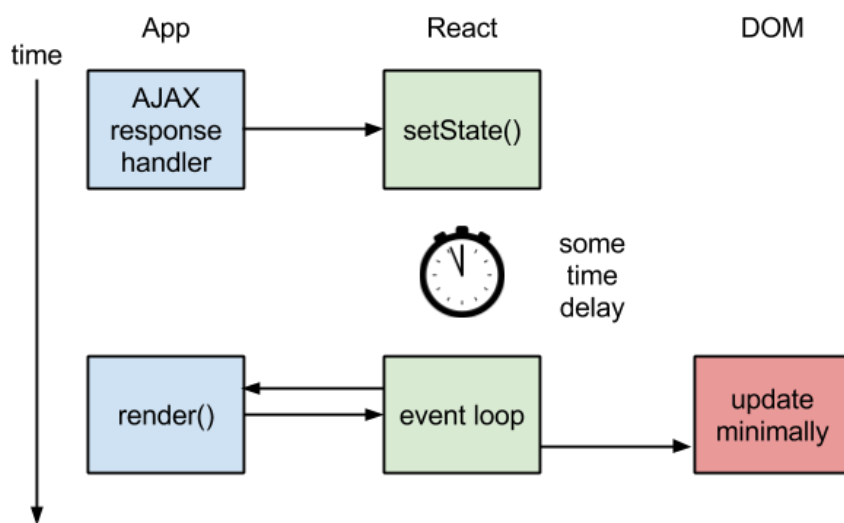 App
React
DOM
time
AJAX
response
handler
setState()
some
time
delay
render()
event loop
update
minimally